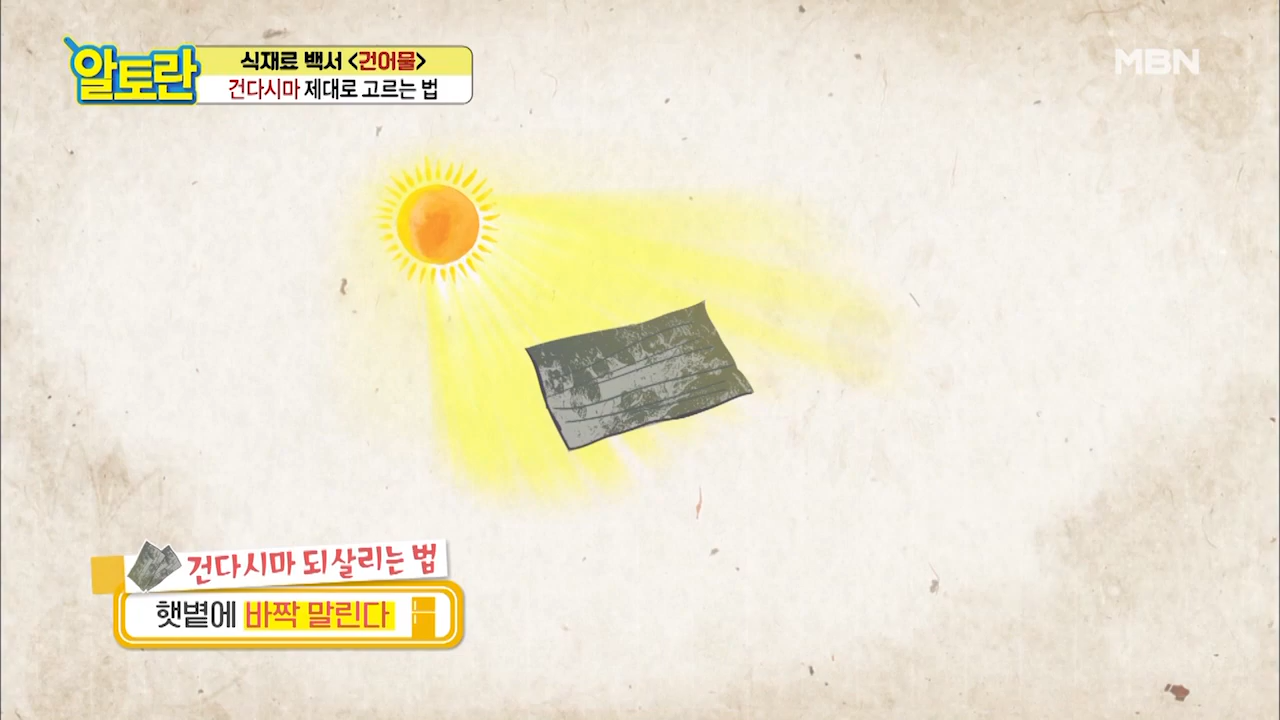 알토란
식재료 백서 <건어물>
건다시마 제대로 고르는 법
MBN
건다시마 되살리는 법
햇볕에 바짝 말린다